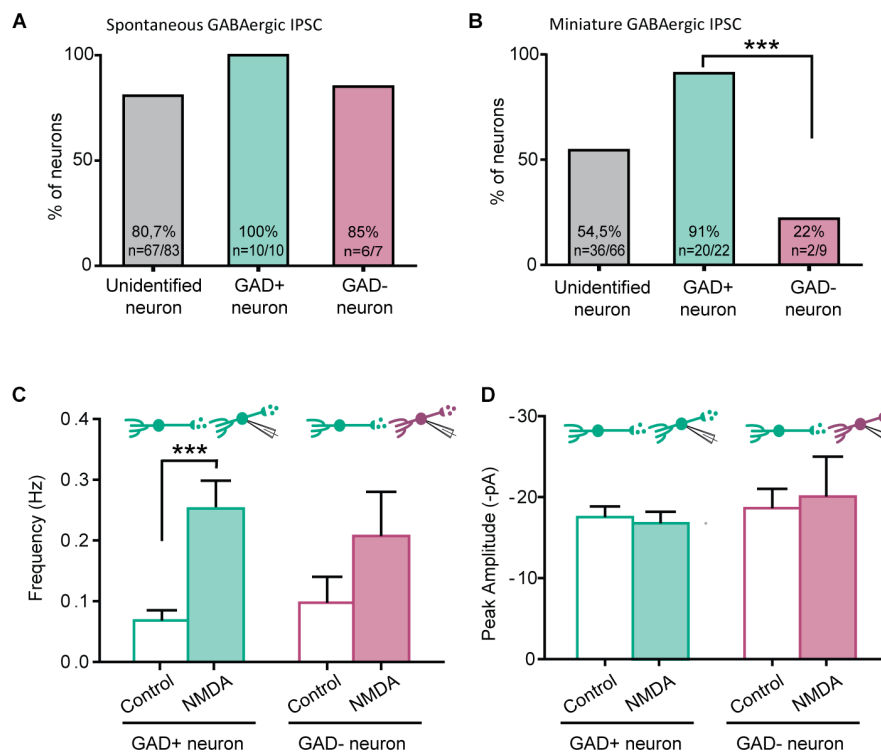 A
Spontaneous GABAergic IPSC
% of neurons
100
50
0
80,7%
n=67/83
100%
n=10/10
85%
n=6/7
Unidentified
neuron
GAD+
neuron
GAD-
neuron
B
Miniature GABAergic IPSC
% of neurons
100
50
0
***
54,5%
n=36/66
91%
n=20/22
22%
n=2/9
Unidentified
neuron
GAD+
neuron
GAD-
neuron
C
Frequency (Hz)
0.4
0.3
0.2
0.1
0.0
***
Control
NMDA
Control
NMDA
GAD+ neuron
GAD- neuron
D
Peak Amplitude (-pA)
-30
-20
-10
0
Control
NMDA
Control
NMDA
GAD+ neuron
GAD- neuron